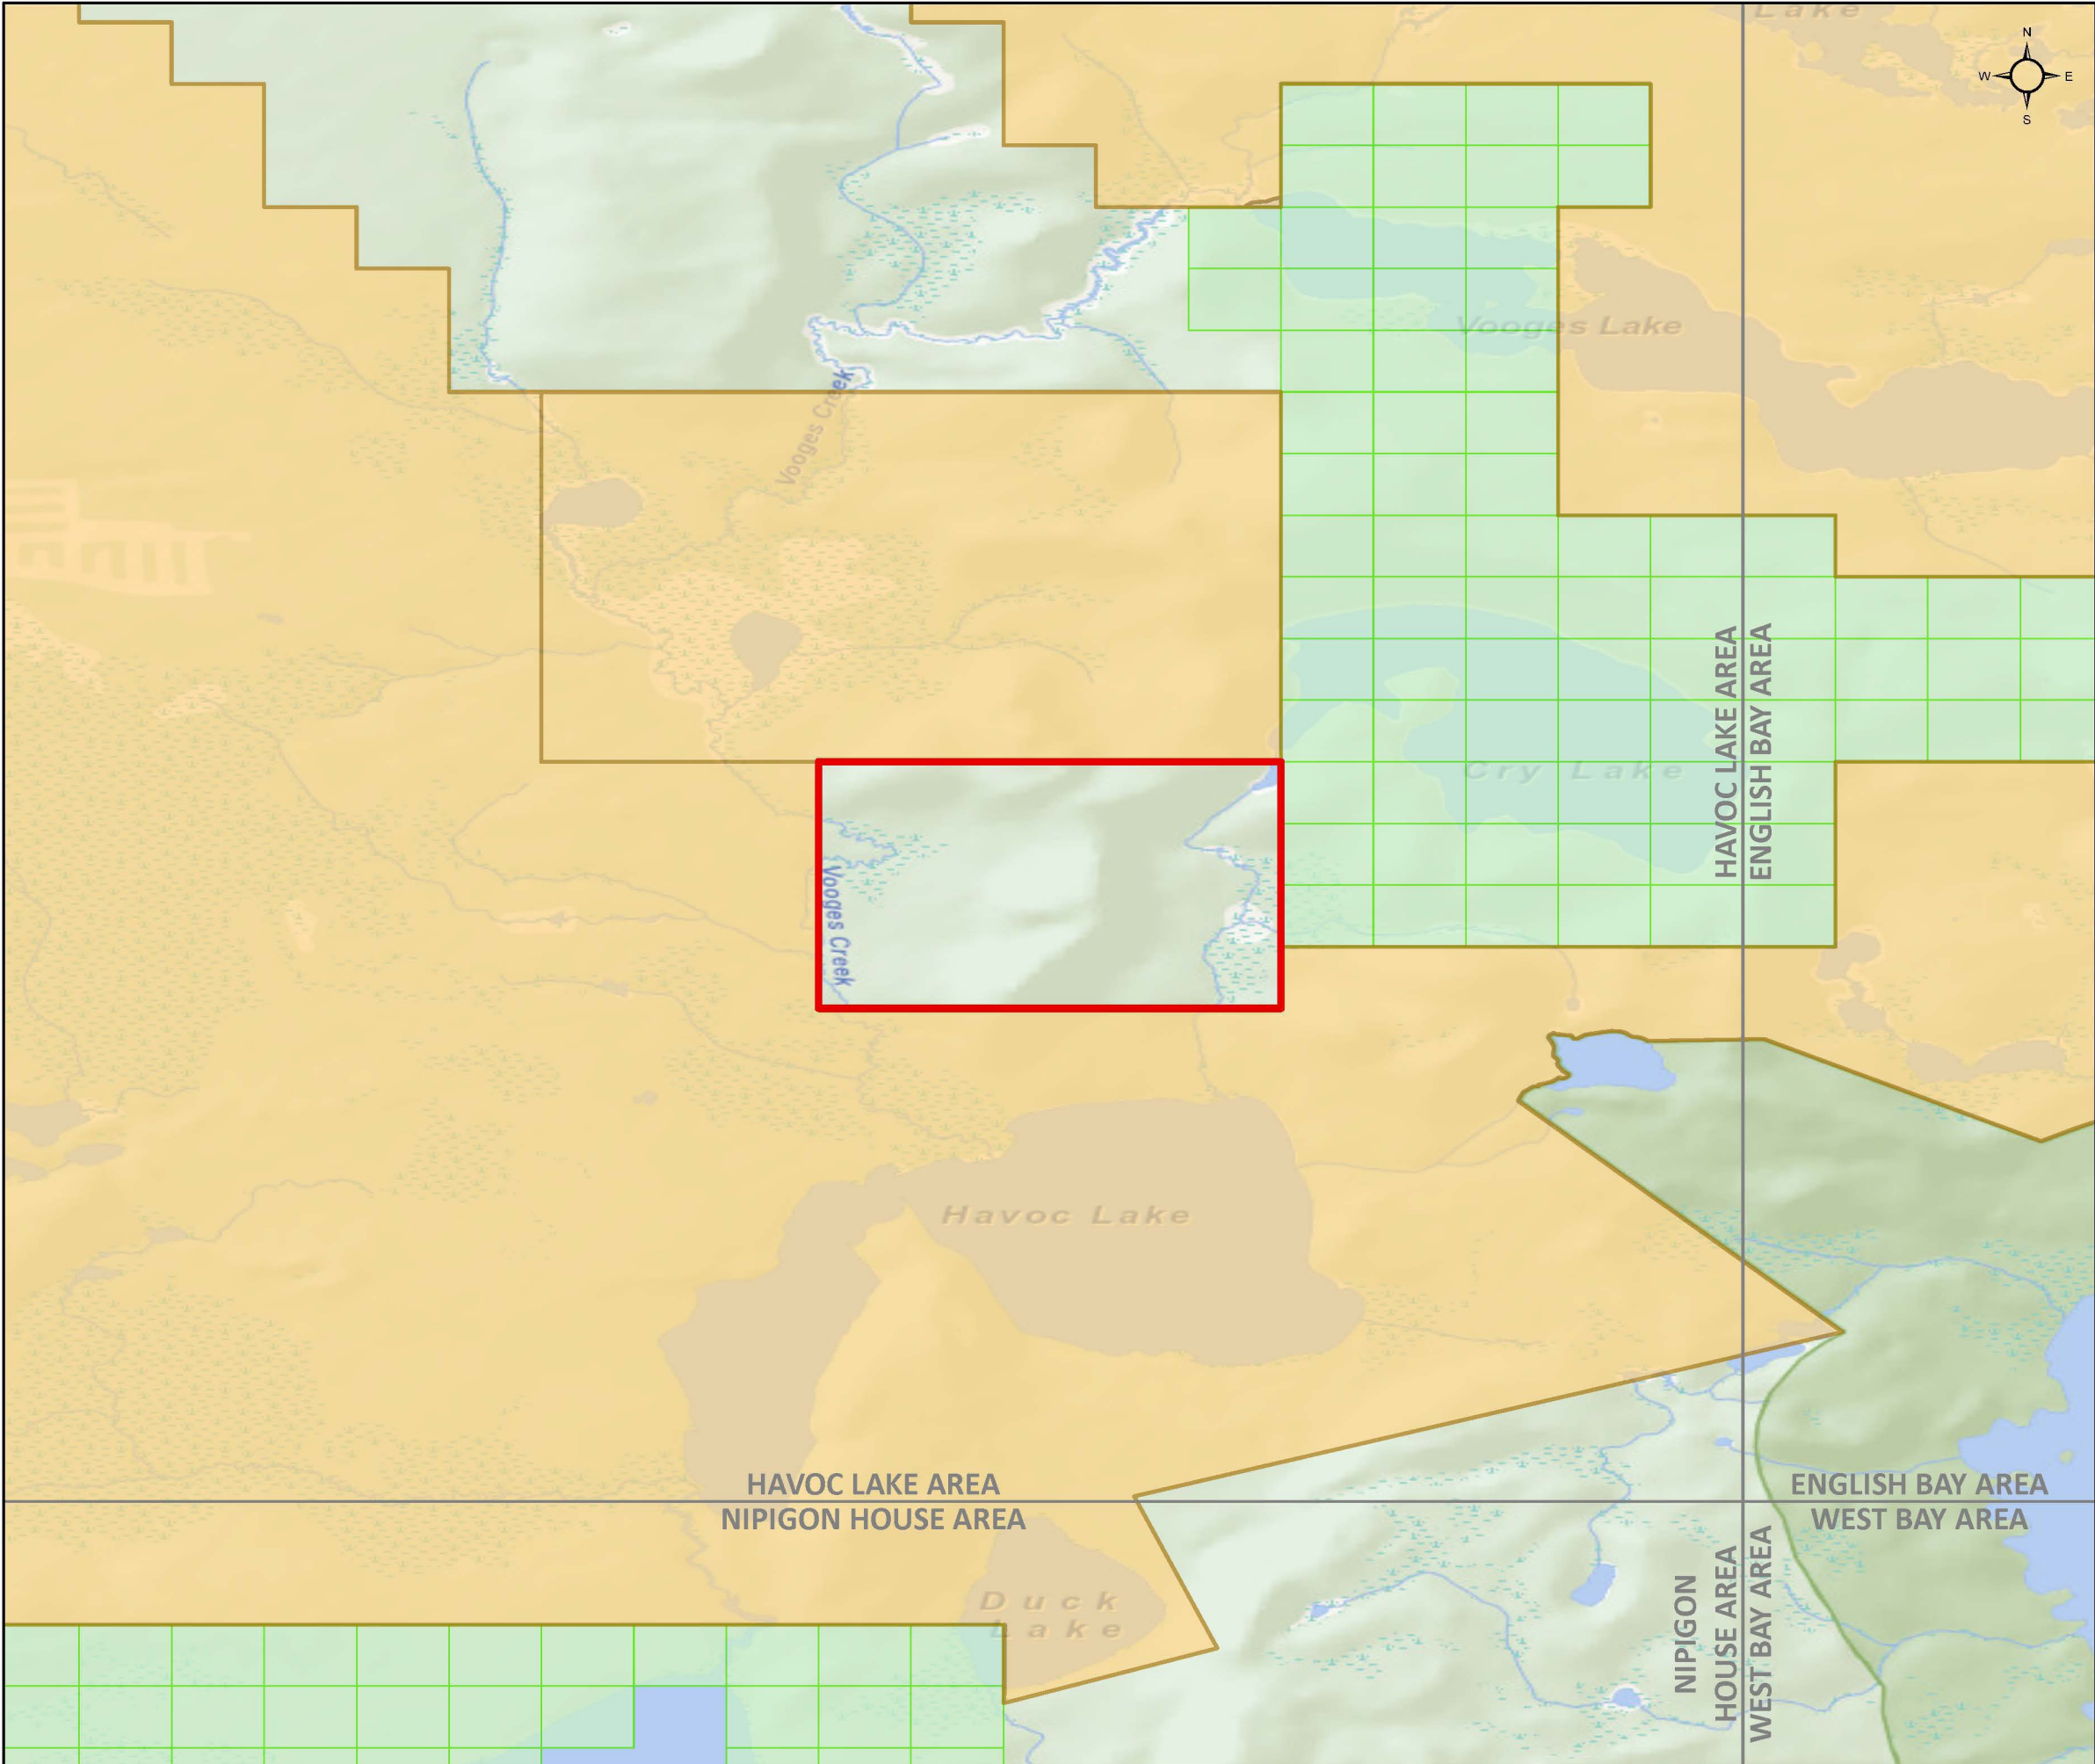 Lake
N
W E
S
Vooges Lake
Vooges Creek
HAVOC LAKE AREA
ENGLISH BAY AREA
Cry Lake
Vooges Creek
Havoc Lake
HAVOC LAKE AREA
NIPIGON HOUSE AREA
ENGLISH BAY AREA
WEST BAY AREA
Duck
Lake
NIPIGON
HOUSE AREA
WEST BAY AREA